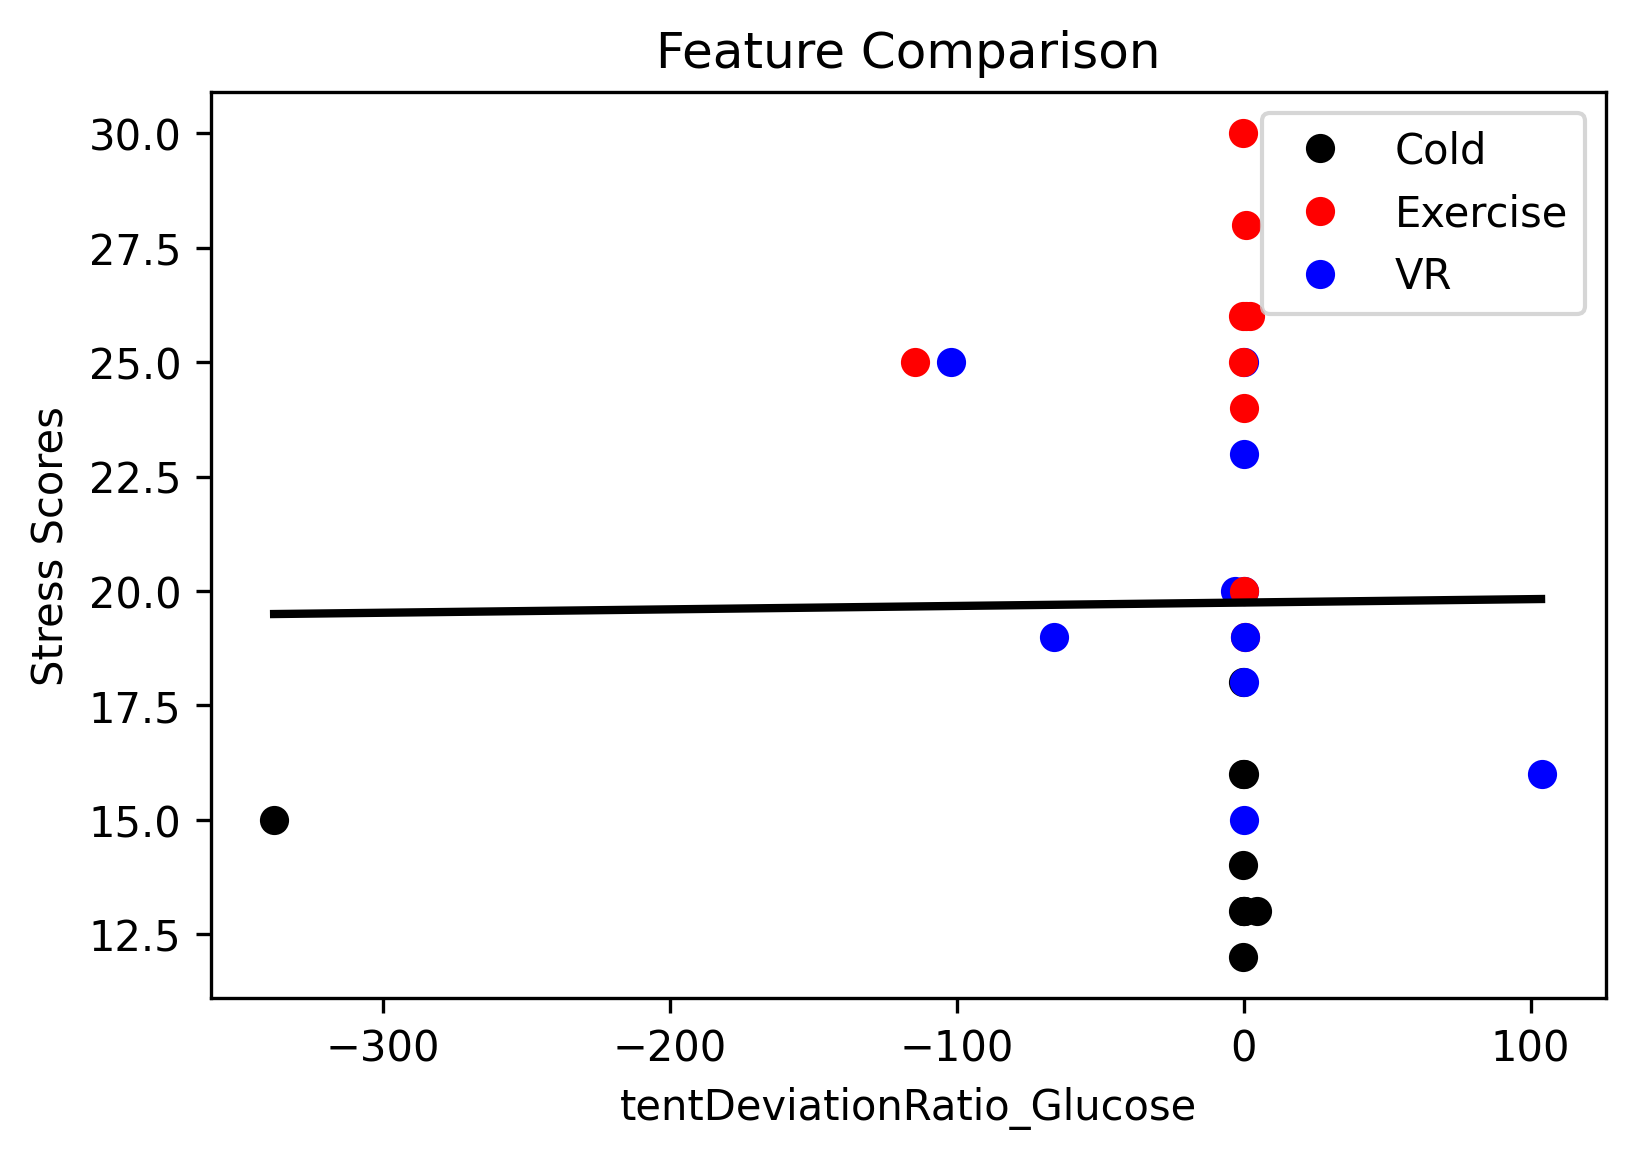 Feature Comparison
30.0
27.5
25.0
22.5
20.0
17.5
15.0
12.5
Stress Scores
Cold
Exercise
VR
−300 −200 −100 0 100
tentDeviationRatio_Glucose